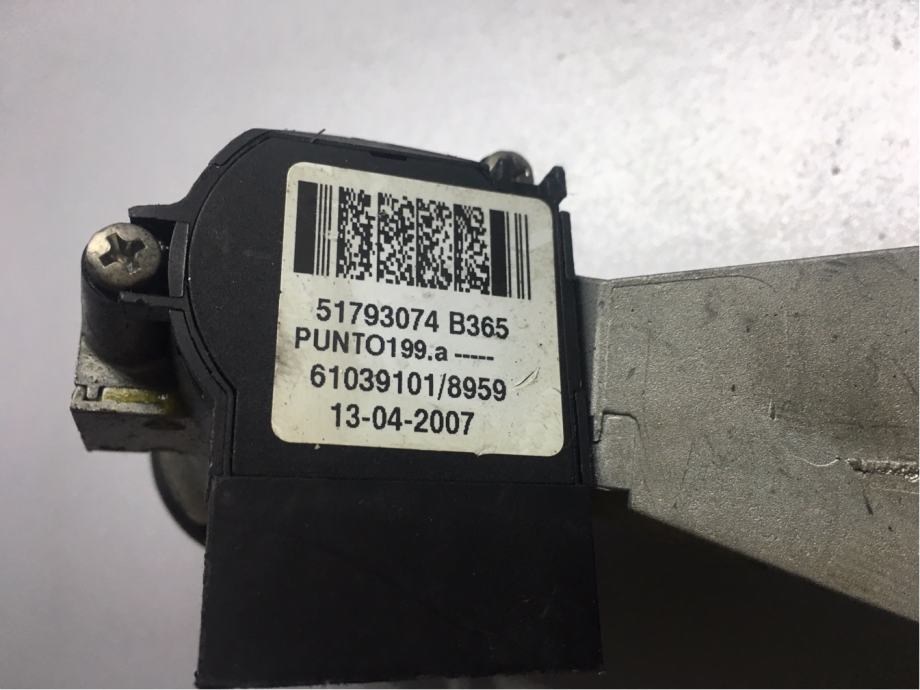 51793074 B365
PUNTO199.a -----
61039101/8959
13-04-2007